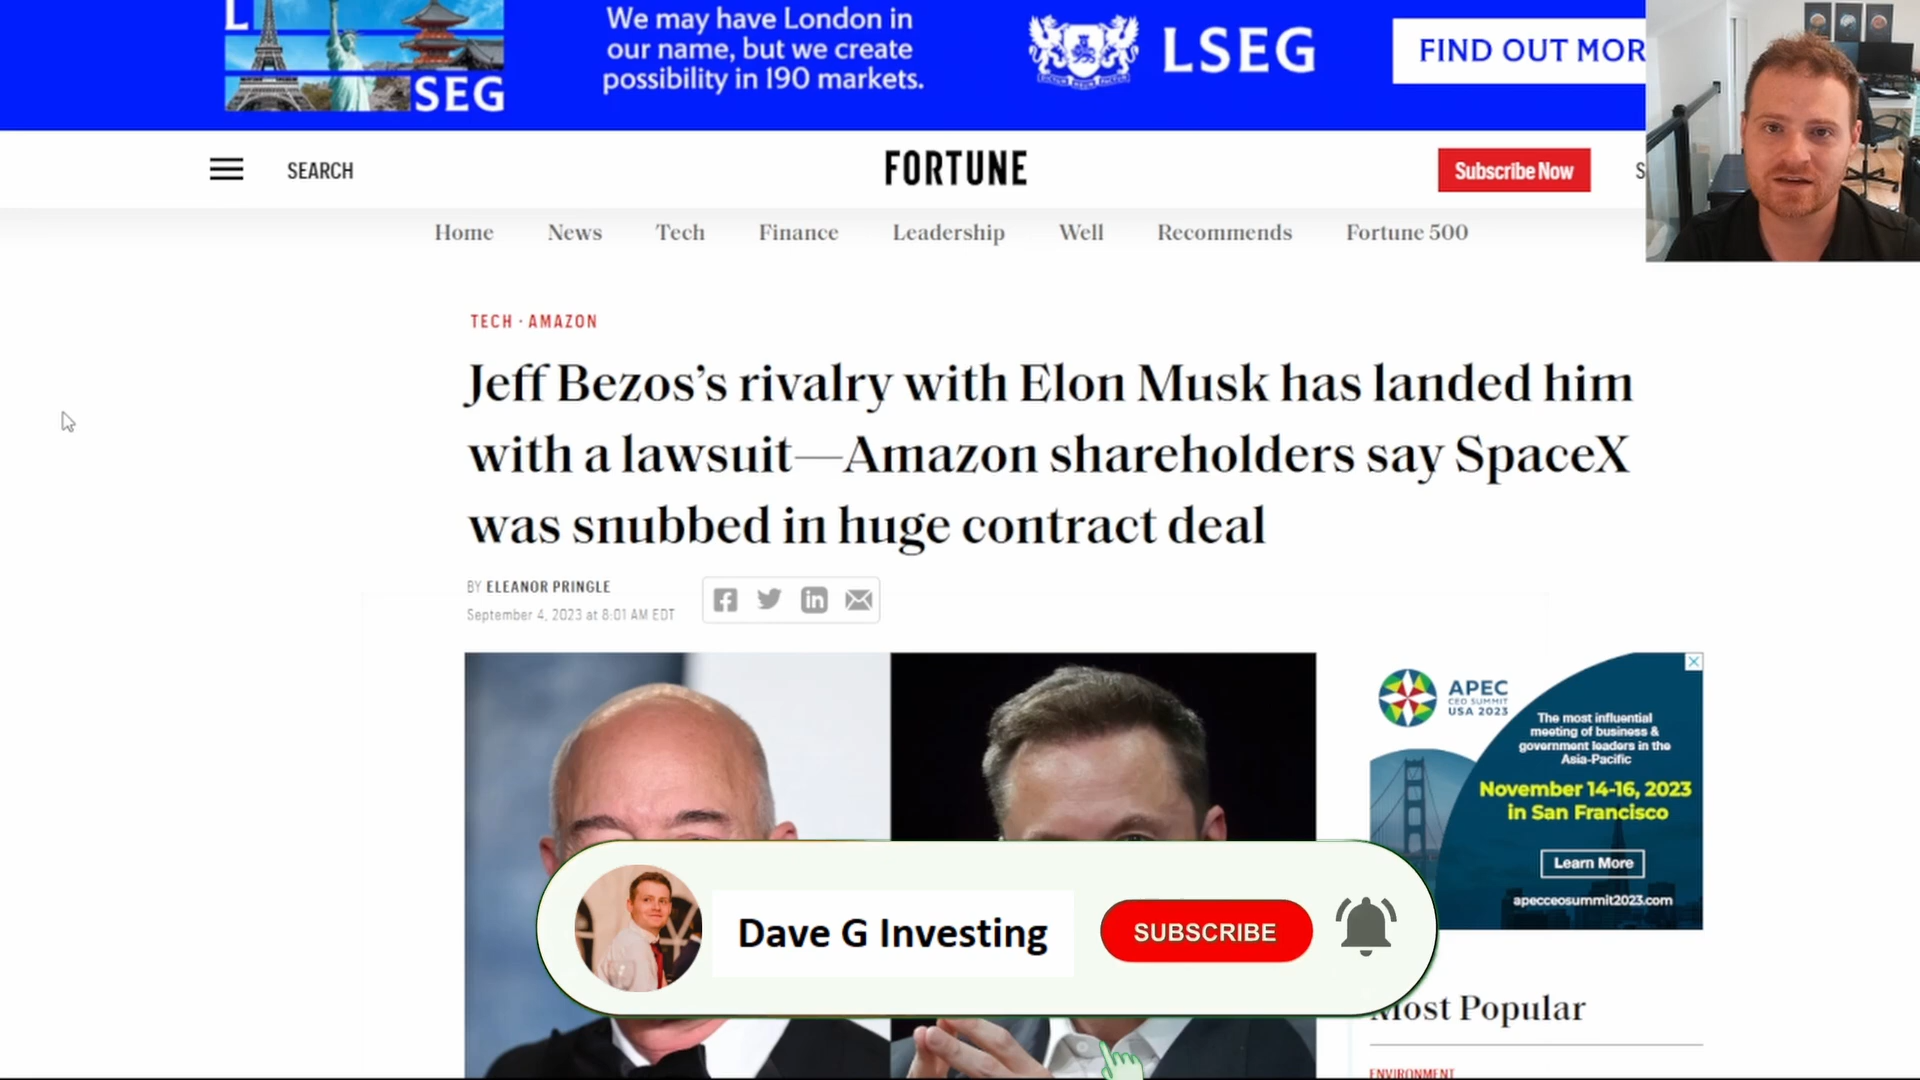 L
SEG
We may have London in
our name, but we create
possibility in 190 markets.
LSEG
FIND OUT MOR
SEARCH
FORTUNE
Subscribe Now
S
Home News Tech Finance Leadership Well Recommends Fortune 500
TECH · AMAZON
Jeff Bezos’s rivalry with Elon Musk has landed him
with a lawsuit—Amazon shareholders say SpaceX
was snubbed in huge contract deal
BY ELEANOR PRINGLE
September 4, 2023 at 8:01 AM EDT
APEC
CEO SUMMIT
USA 2023
The most influential
meeting of business &
government leaders in the
Asia-Pacific
November 14-16, 2023
in San Francisco
Learn More
apecceosummit2023.com
Dave G Investing
SUBSCRIBE
Most Popular
ENVIRONMENT